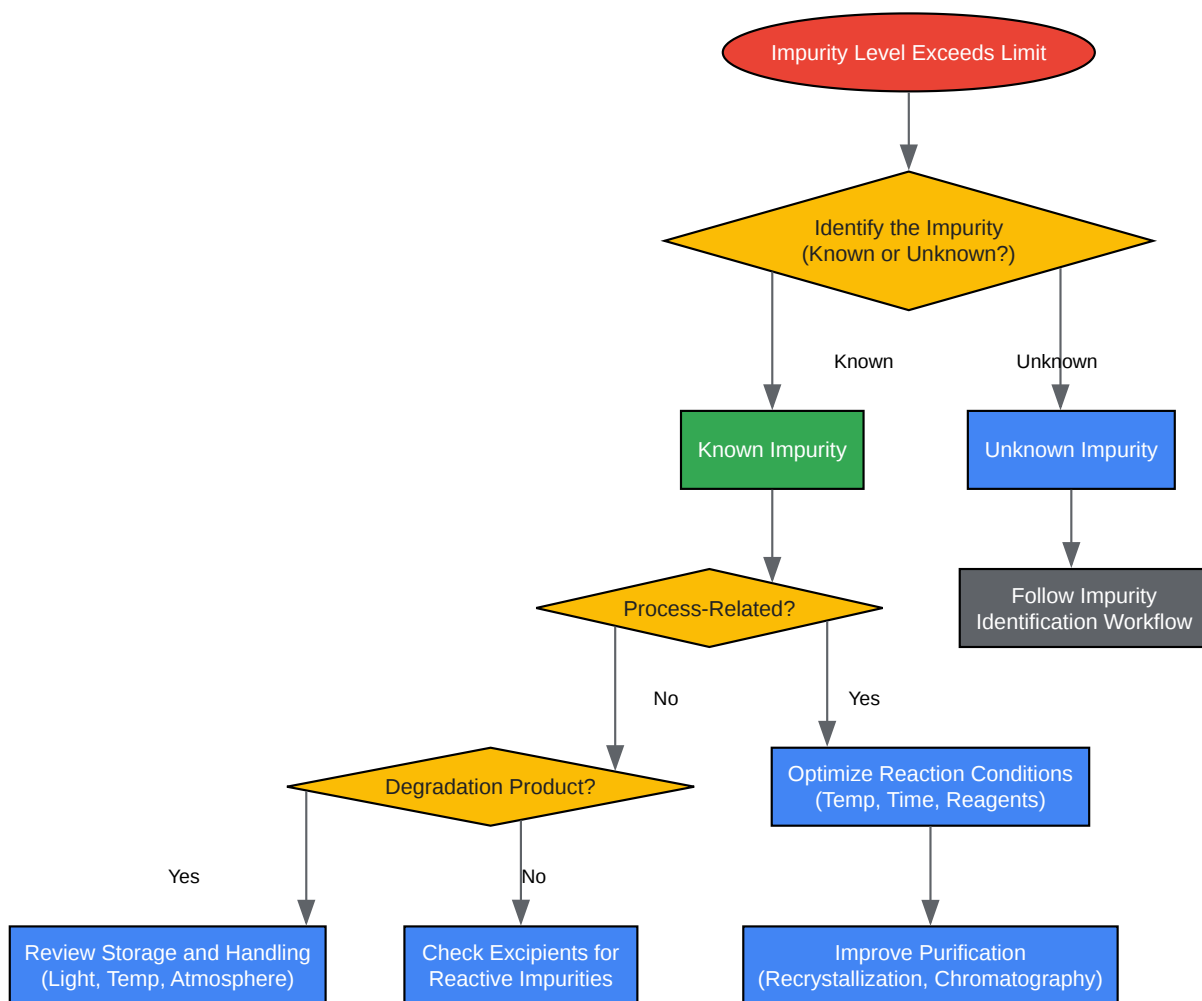 Impurity Level Exceeds Limit
Identify the Impurity
(Known or Unknown?)
Known
Unknown
Known Impurity
Unknown Impurity
Process-Related?
Follow Impurity
Identification Workflow
No
Yes
Degradation Product?
Optimize Reaction Conditions
(Temp, Time, Reagents)
Yes
No
Review Storage and Handling
(Light, Temp, Atmosphere)
Check Excipients for
Reactive Impurities
Improve Purification
(Recrystallization, Chromatography)